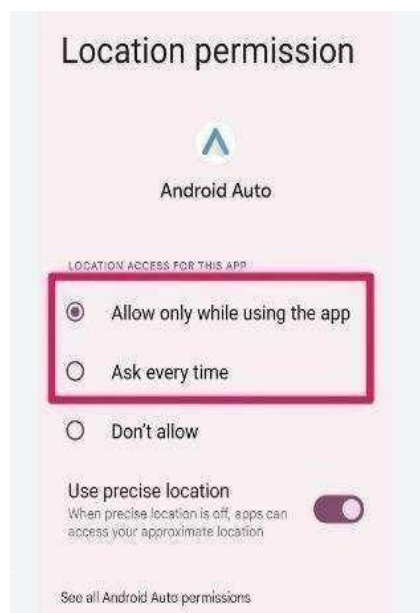 Location permission
Android Auto
LOCATION ACCESS FOR THIS APP
Allow only while using the app
Ask every time
Don't allow
Use precise location
When precise location is off, apps can
access your approximate location
See all Android Auto permissions